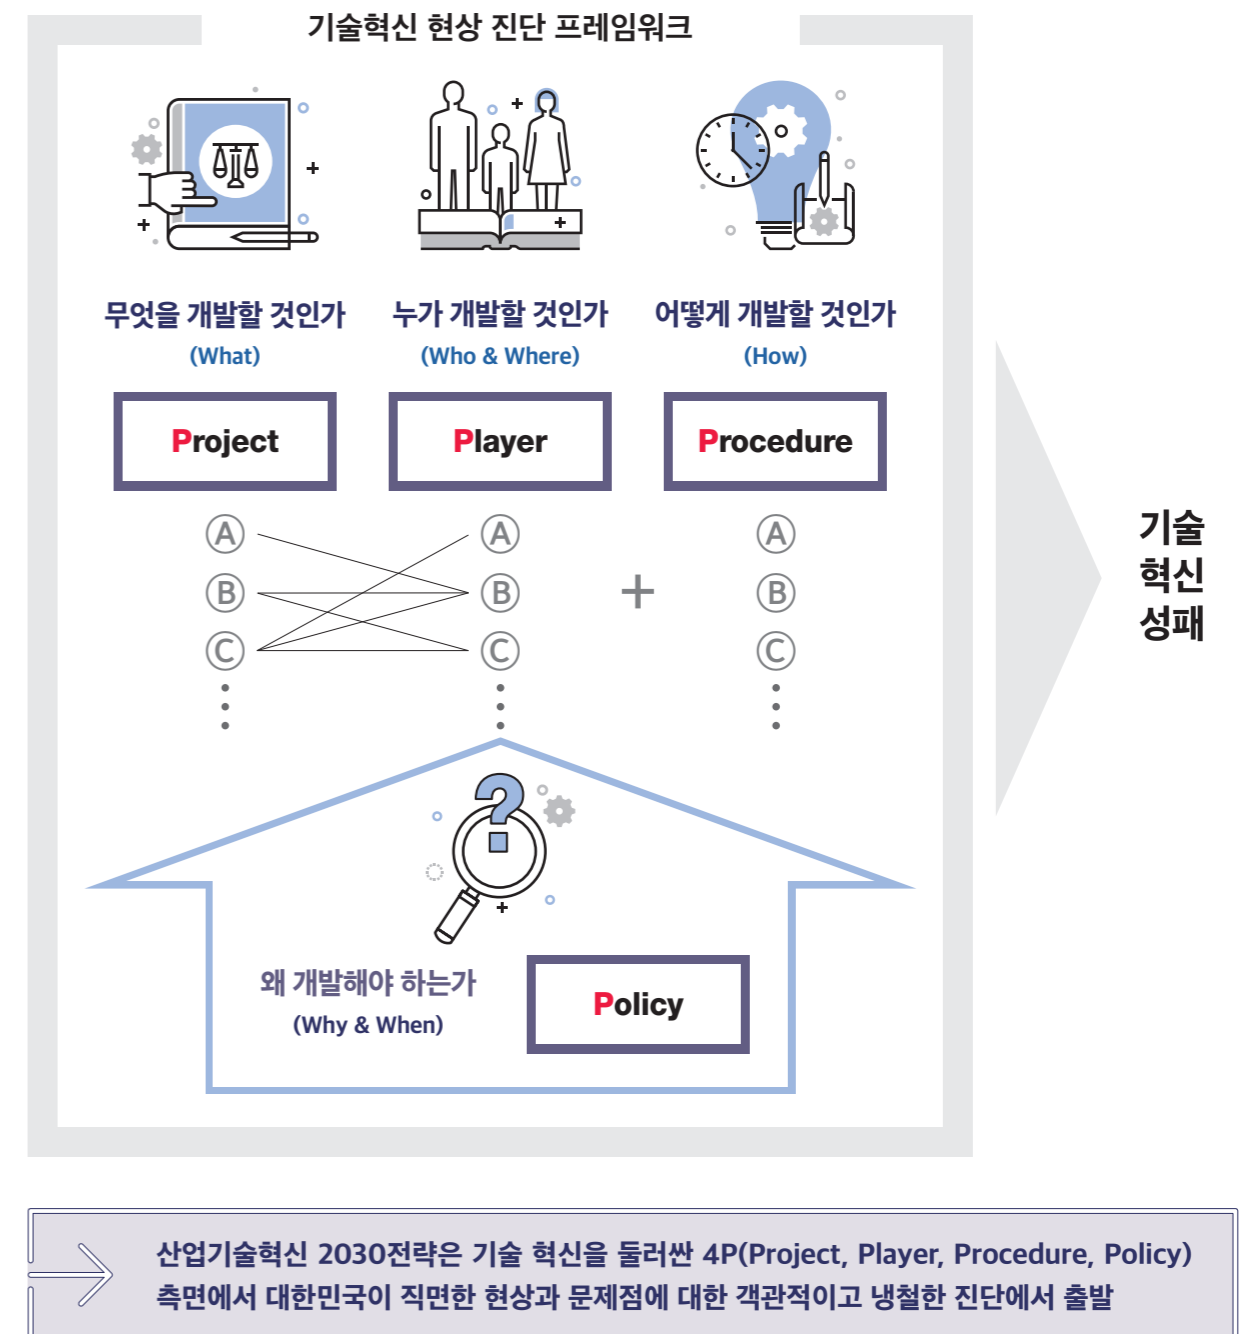 기술혁신 현상 진단 프레임워크
무엇을 개발할 것인가
(What)
누가 개발할 것인가
(Who & Where)
어떻게 개발할 것인가
(How)
Project
Player
Procedure
A
A
A
B
B
+
B
C
C
C
기술
혁신
성패
?
왜 개발해야 하는가
(Why & When)
Policy
산업기술혁신 2030전략은 기술 혁신을 둘러싼 4P(Project, Player, Procedure, Policy)
측면에서 대한민국이 직면한 현상과 문제점에 대한 객관적이고 냉철한 진단에서 출발